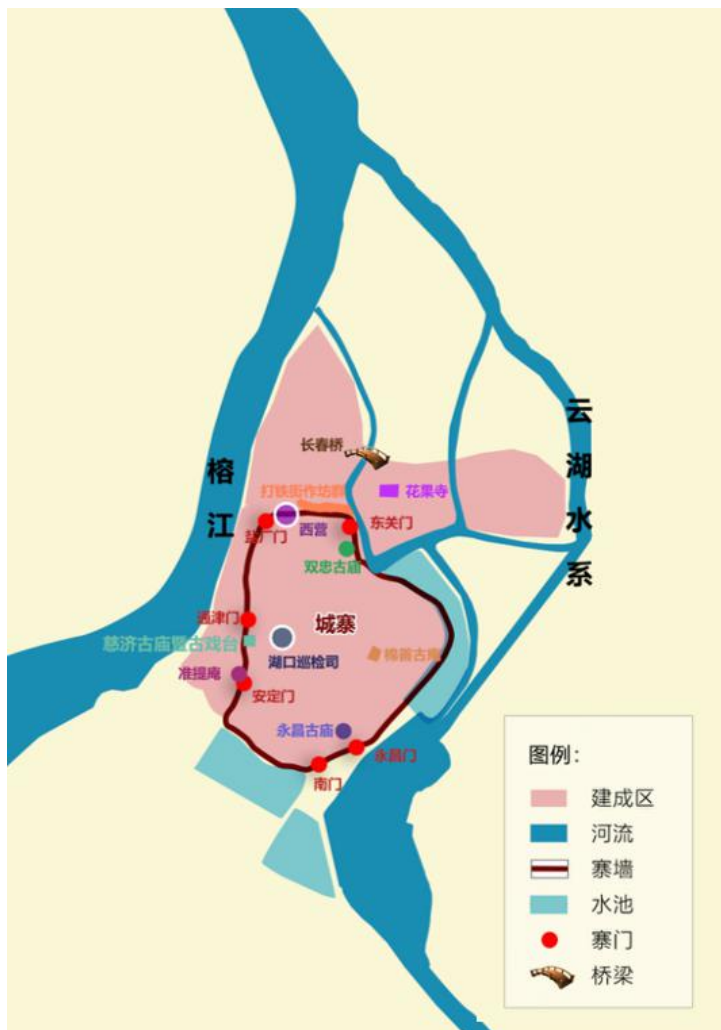 云湖水系
榕江
长春桥
打铁街作坊群
花果寺
盐厂门
西营
东关门
双忠古庙
通津门
城寨
慈济古庙暨古戏台
湖口巡检司
棉善古庵
准提庵
安定门
永昌古庙
永昌门
南门
图例：
建成区
河流
寨墙
水池
寨门
桥梁